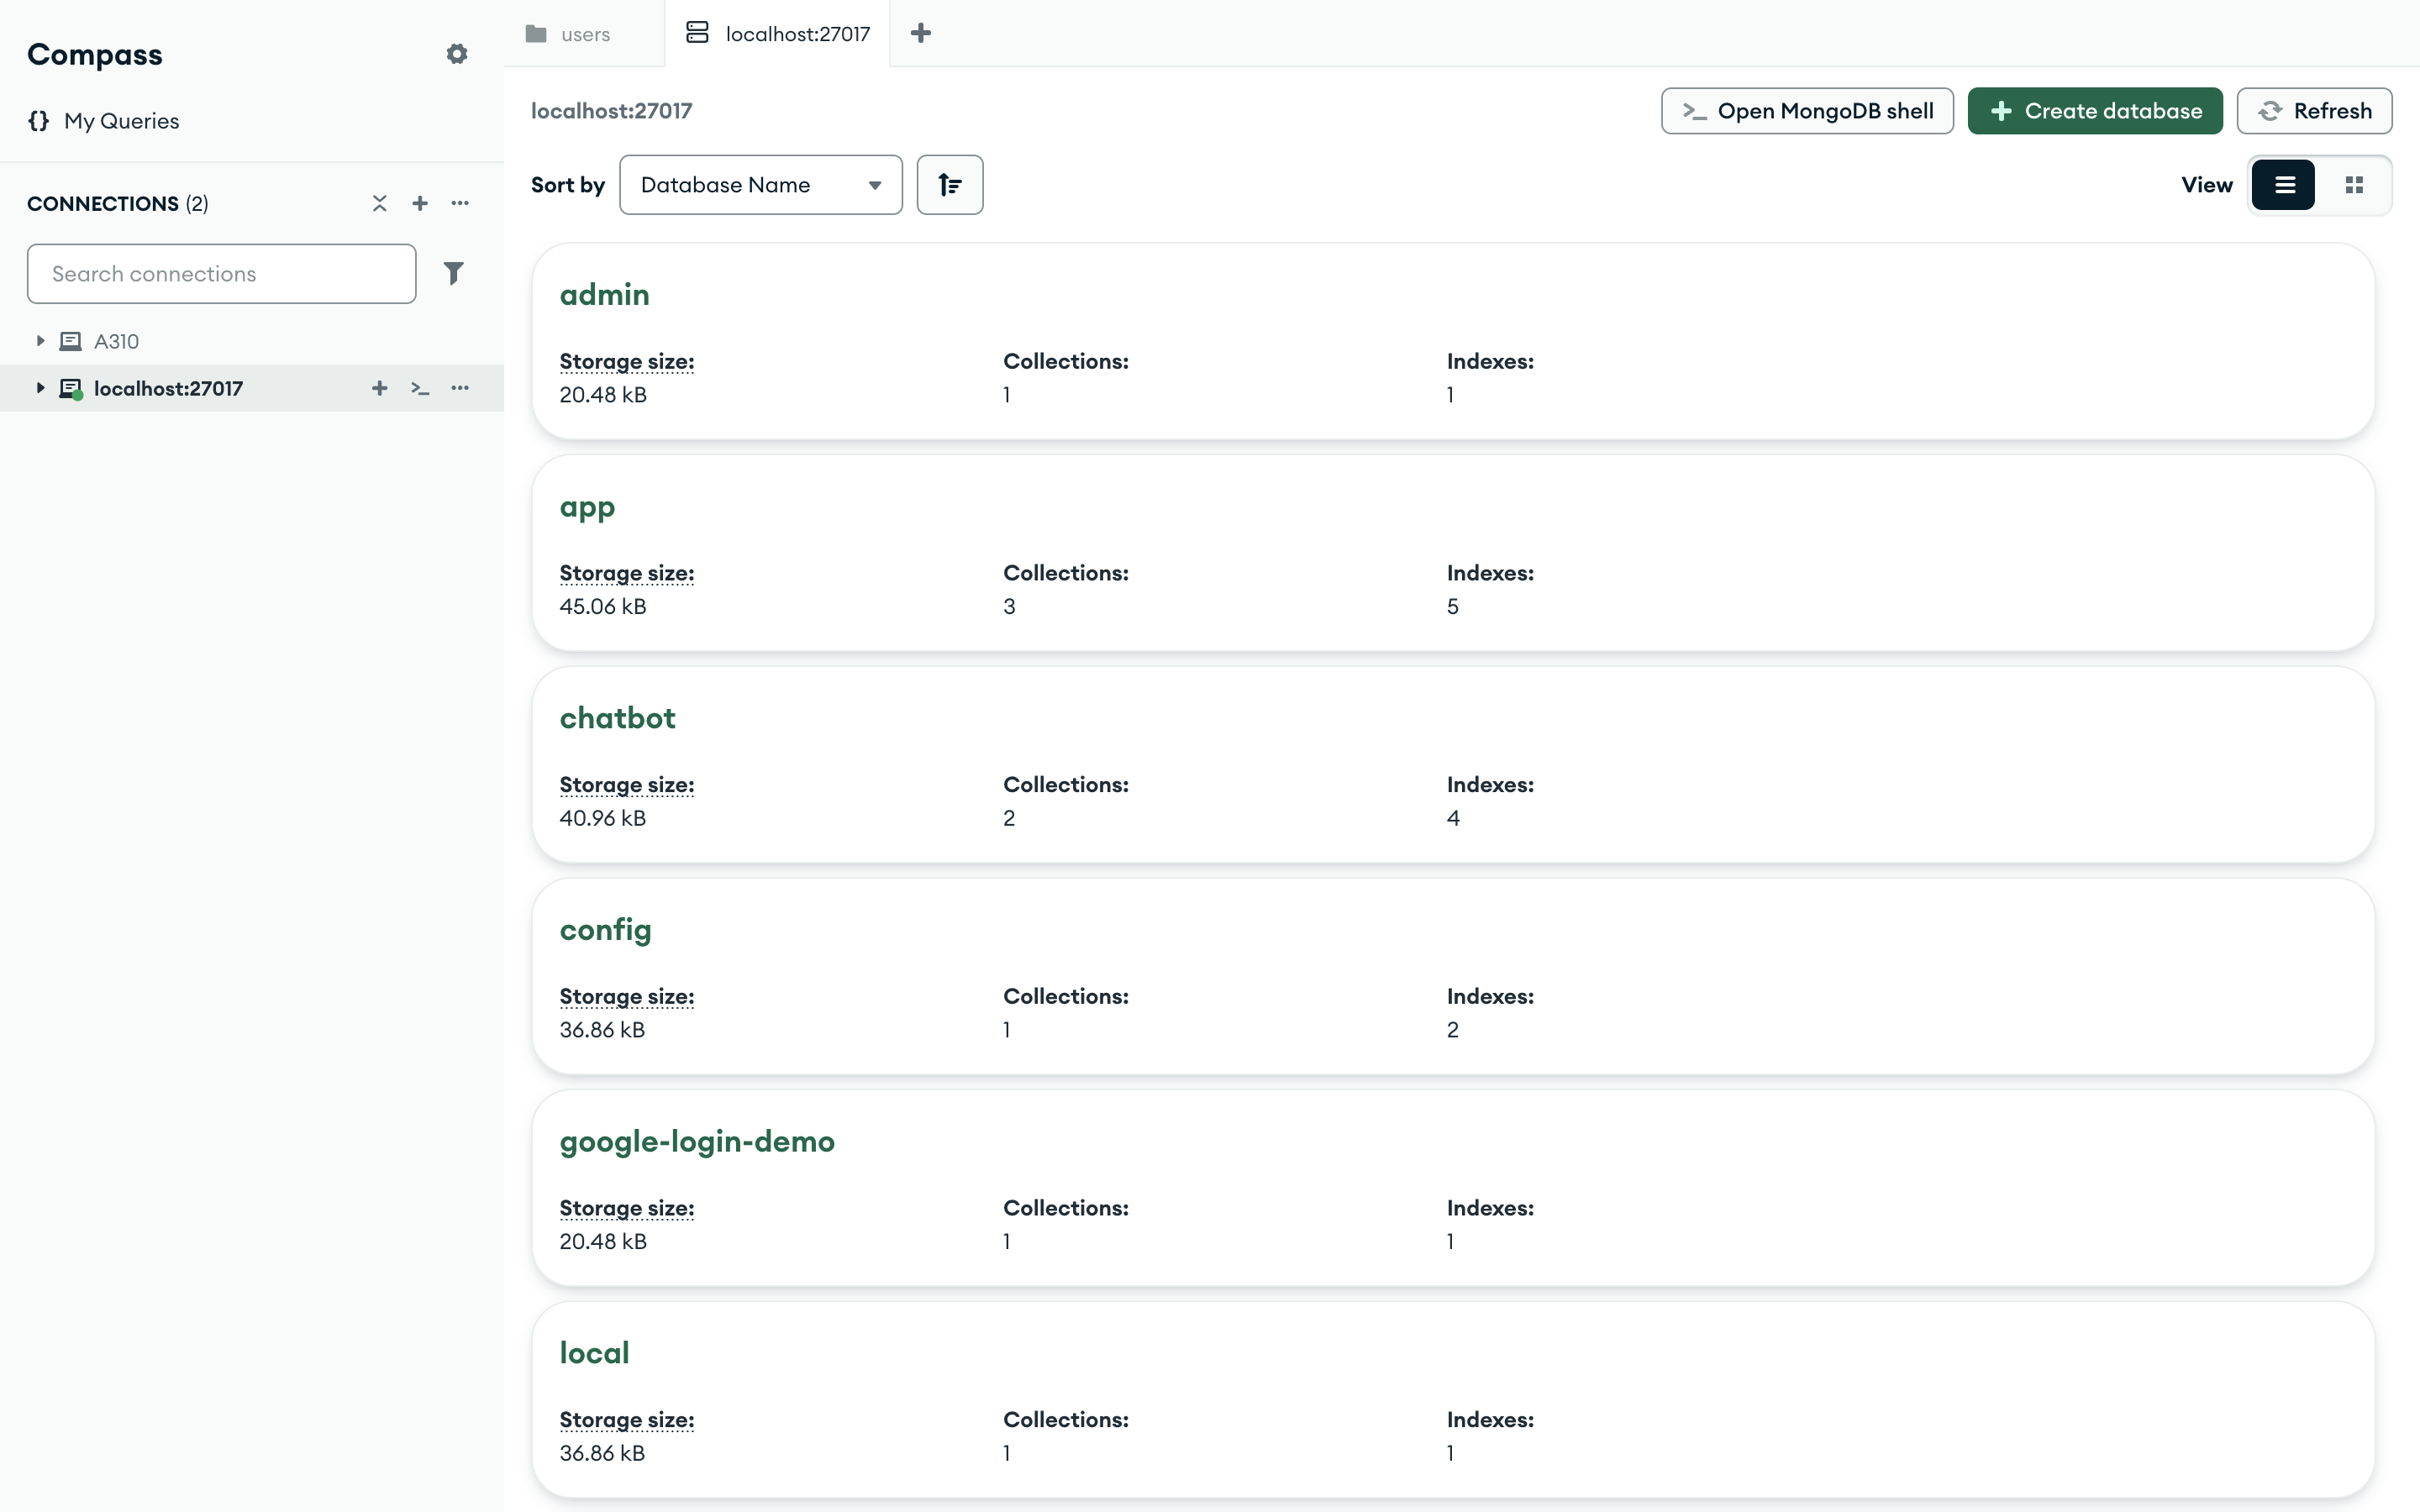 Compass
My Queries
CONNECTIONS (2)
Search connections
A310
localhost:27017
users
localhost:27017
localhost:27017
Open MongoDB shell
Create database
Refresh
Sort by
Database Name
View
admin
Storage size: Collections: Indexes:
20.48 kB 1 1
app
Storage size: Collections: Indexes:
45.06 kB 3 5
chatbot
Storage size: Collections: Indexes:
40.96 kB 2 4
config
Storage size: Collections: Indexes:
36.86 kB 1 2
google-login-demo
Storage size: Collections: Indexes:
20.48 kB 1 1
local
Storage size: Collections: Indexes:
36.86 kB 1 1